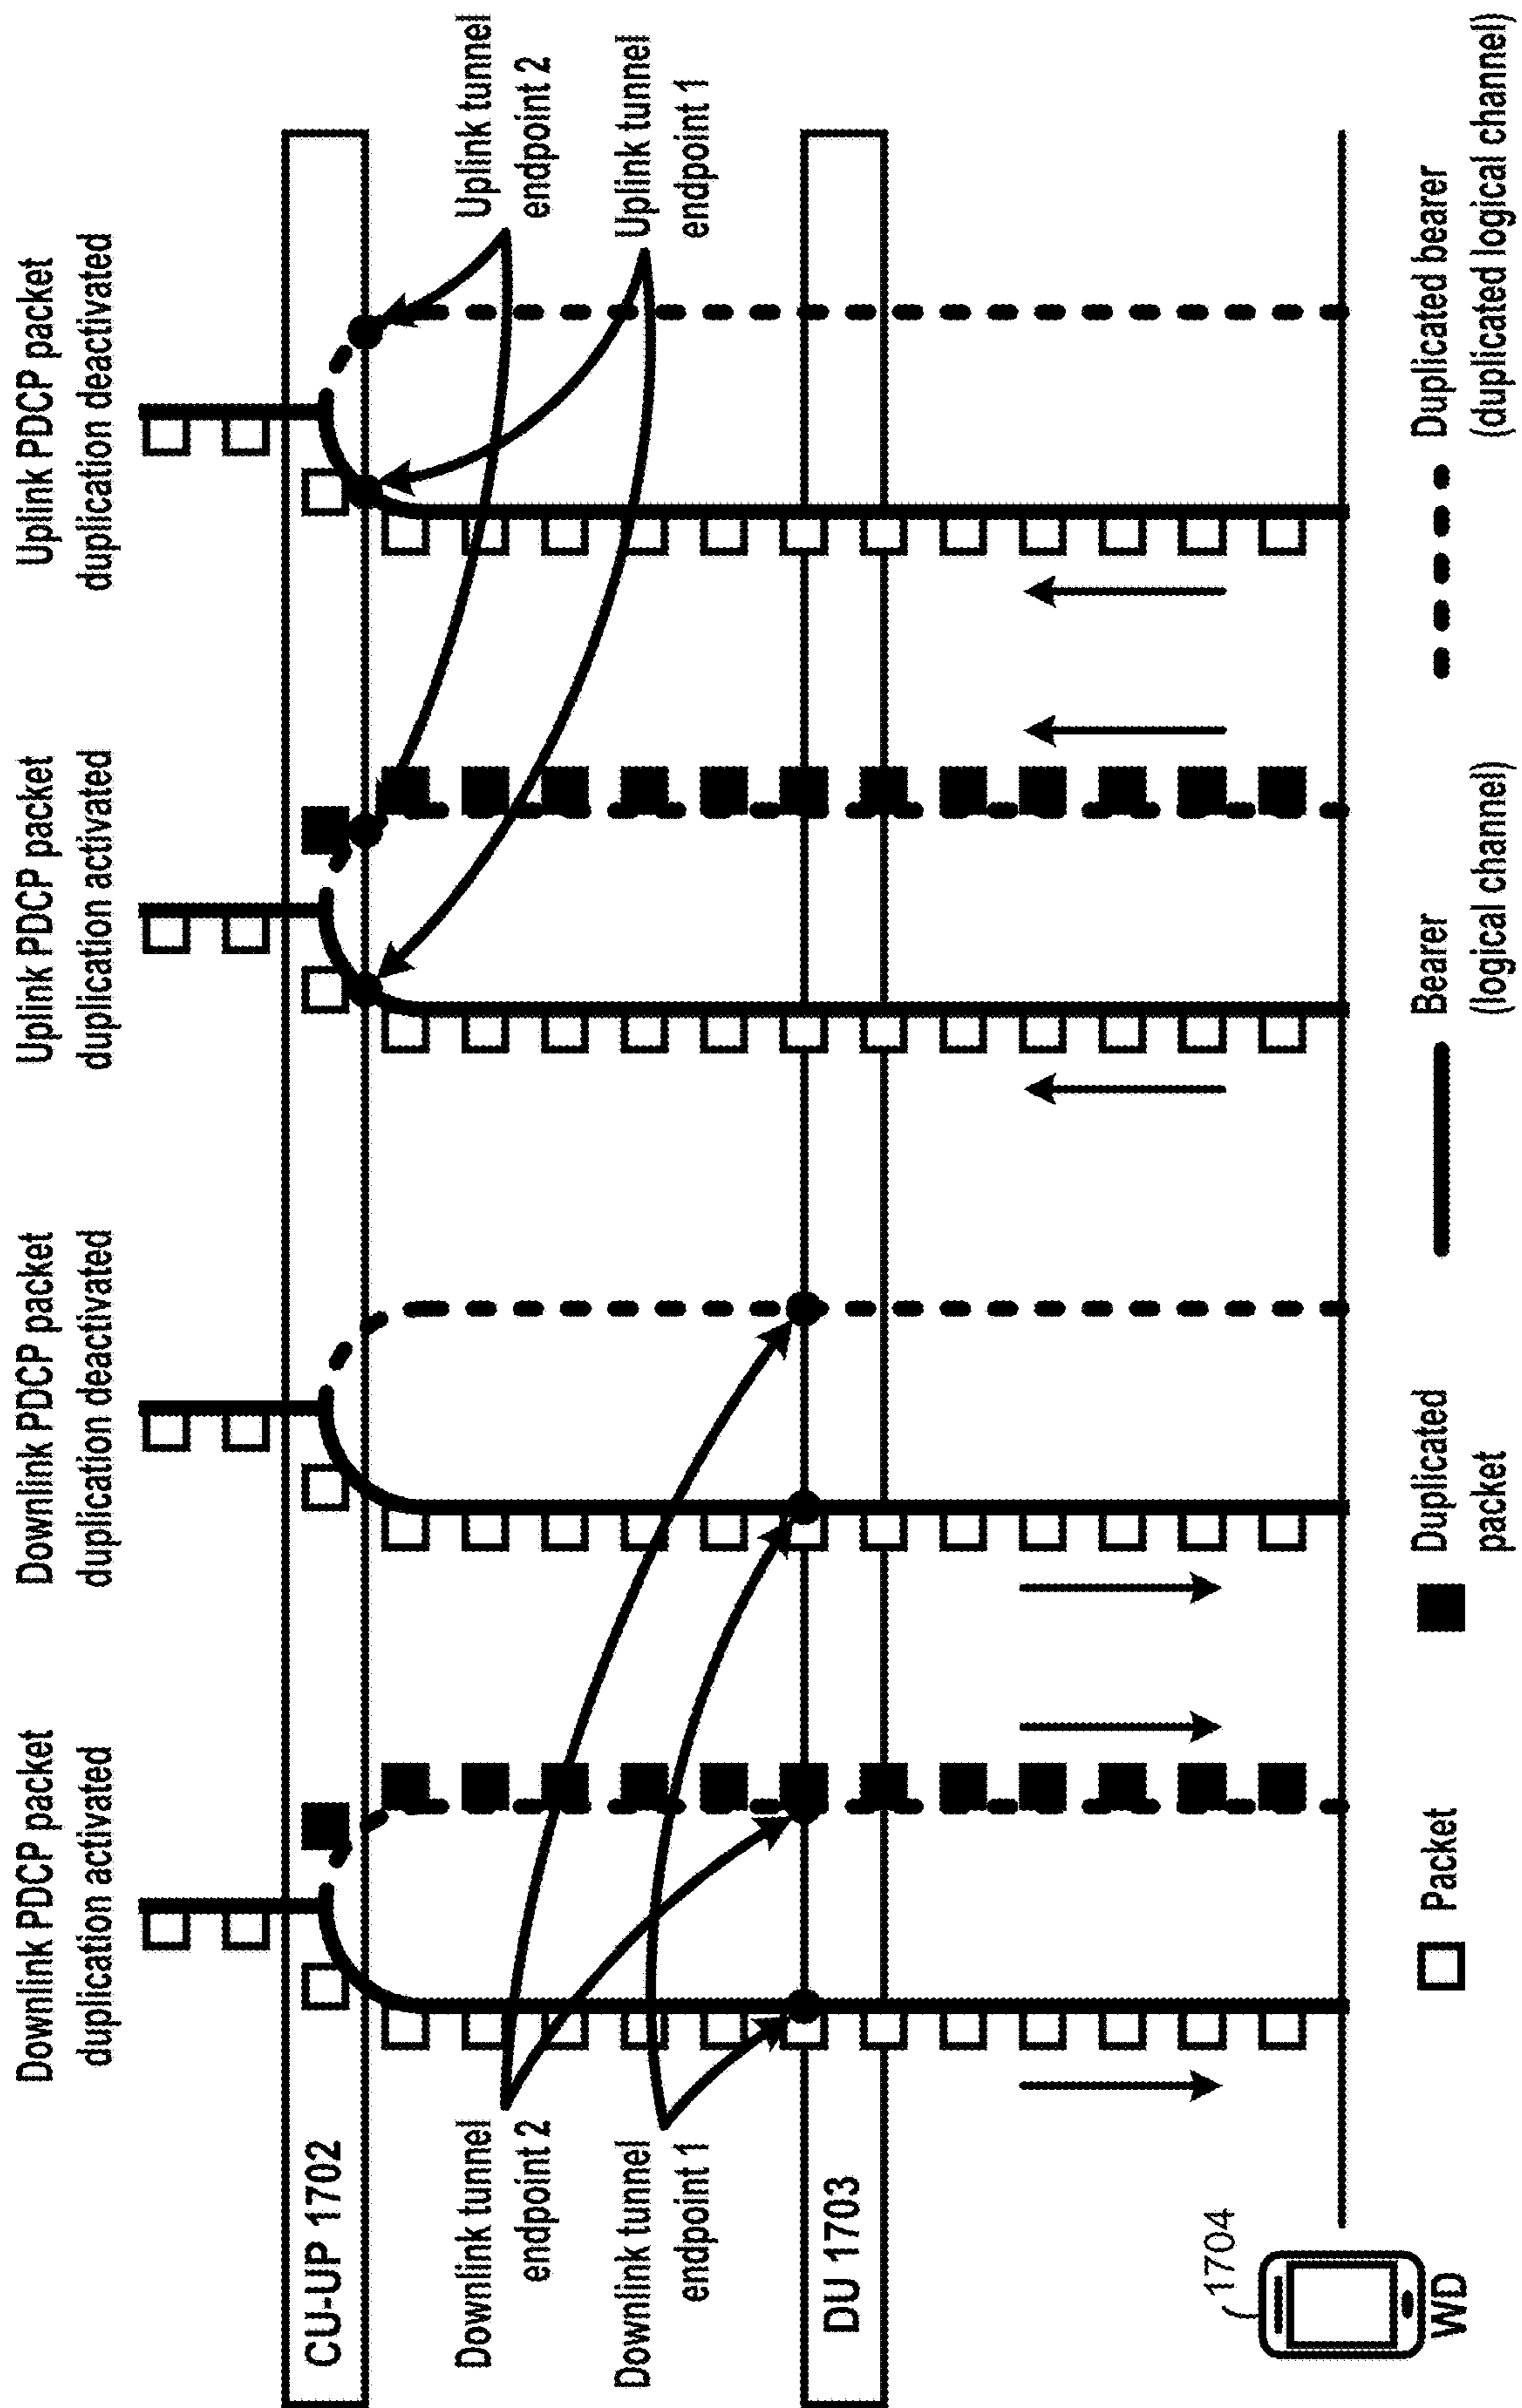 Downlink PDCP packet
duplication activated
Downlink PDCP packet
duplication deactivated
Uplink PDCP packet
duplication activated
Uplink PDCP packet
duplication deactivated
CU-UP 1702
Downlink tunnel
endpoint 2
Uplink tunnel
endpoint 2
Downlink tunnel
endpoint 1
Uplink tunnel
endpoint 1
DU 1703
1704
WD
Packet
Duplicated
packet
Bearer
(logical channel)
Duplicated bearer
(duplicated logical channel)